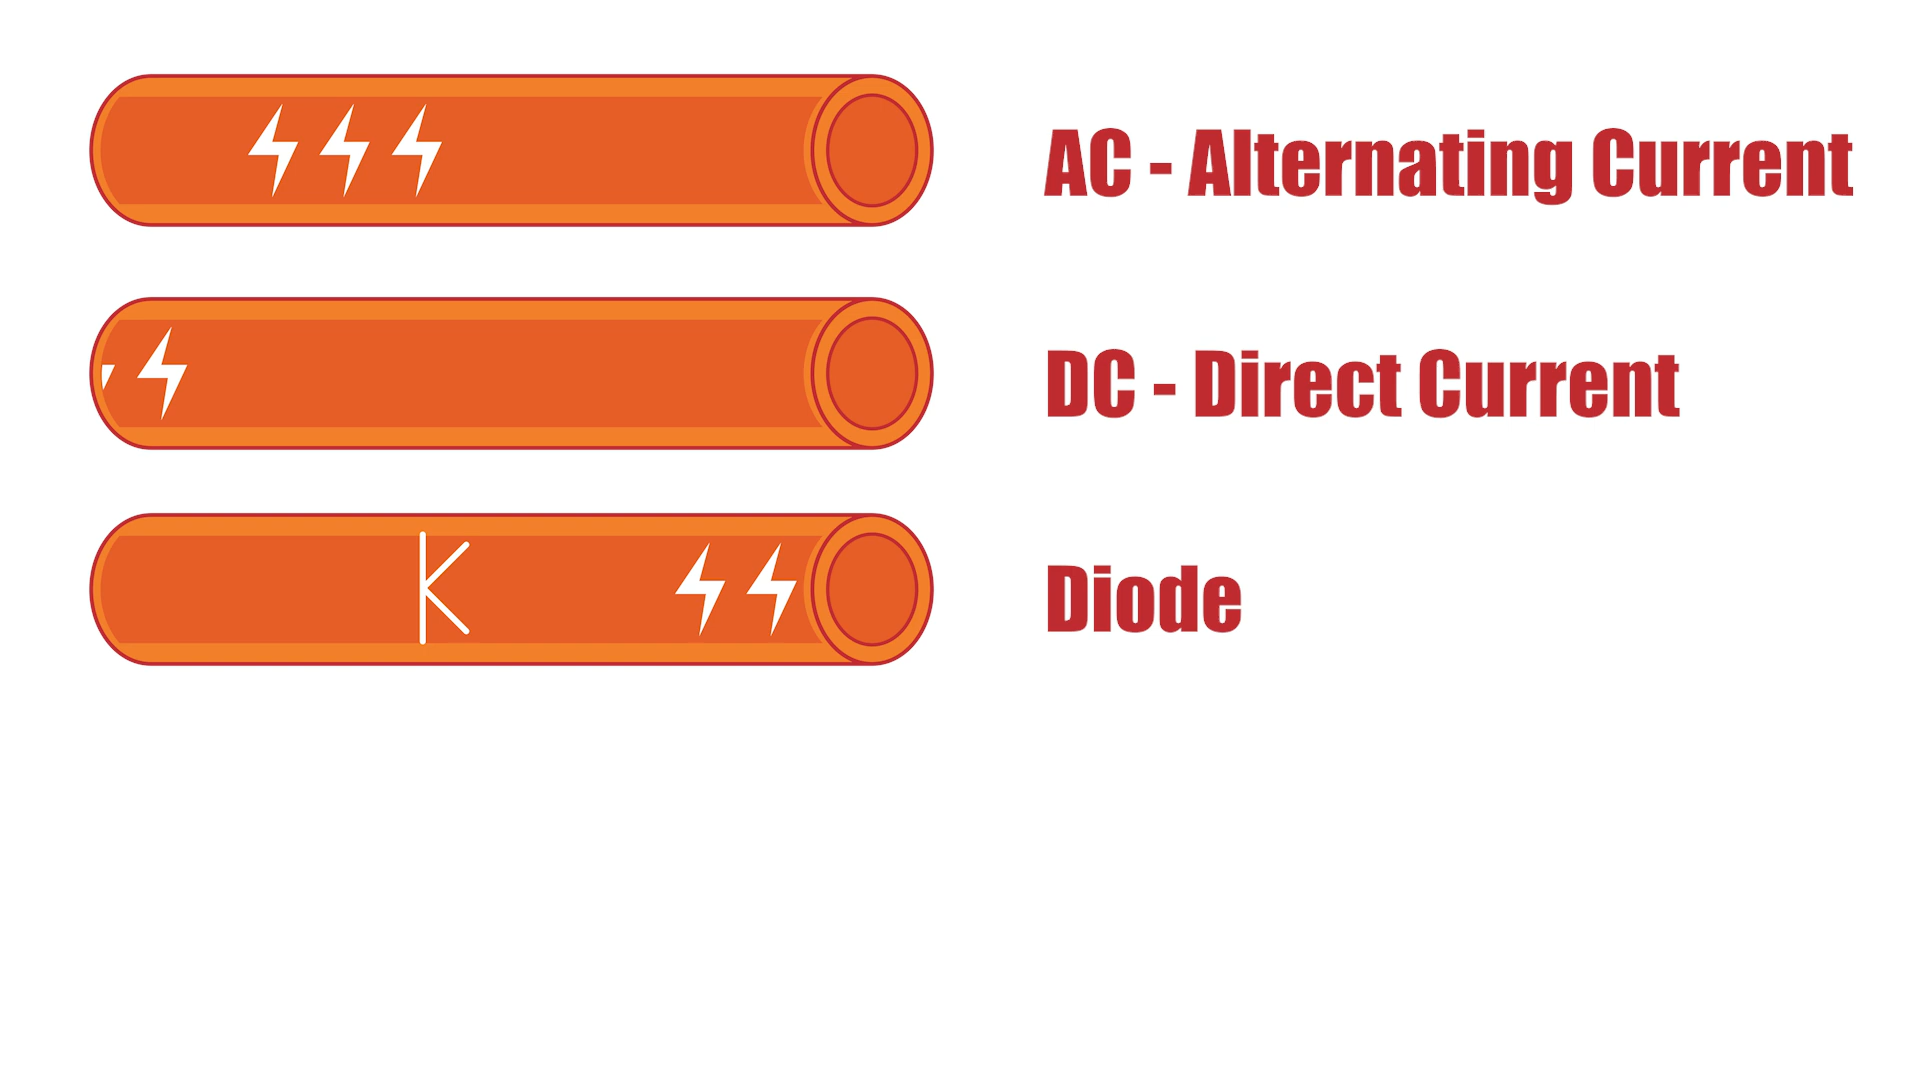 AC - Alternating Current
DC - Direct Current
Diode